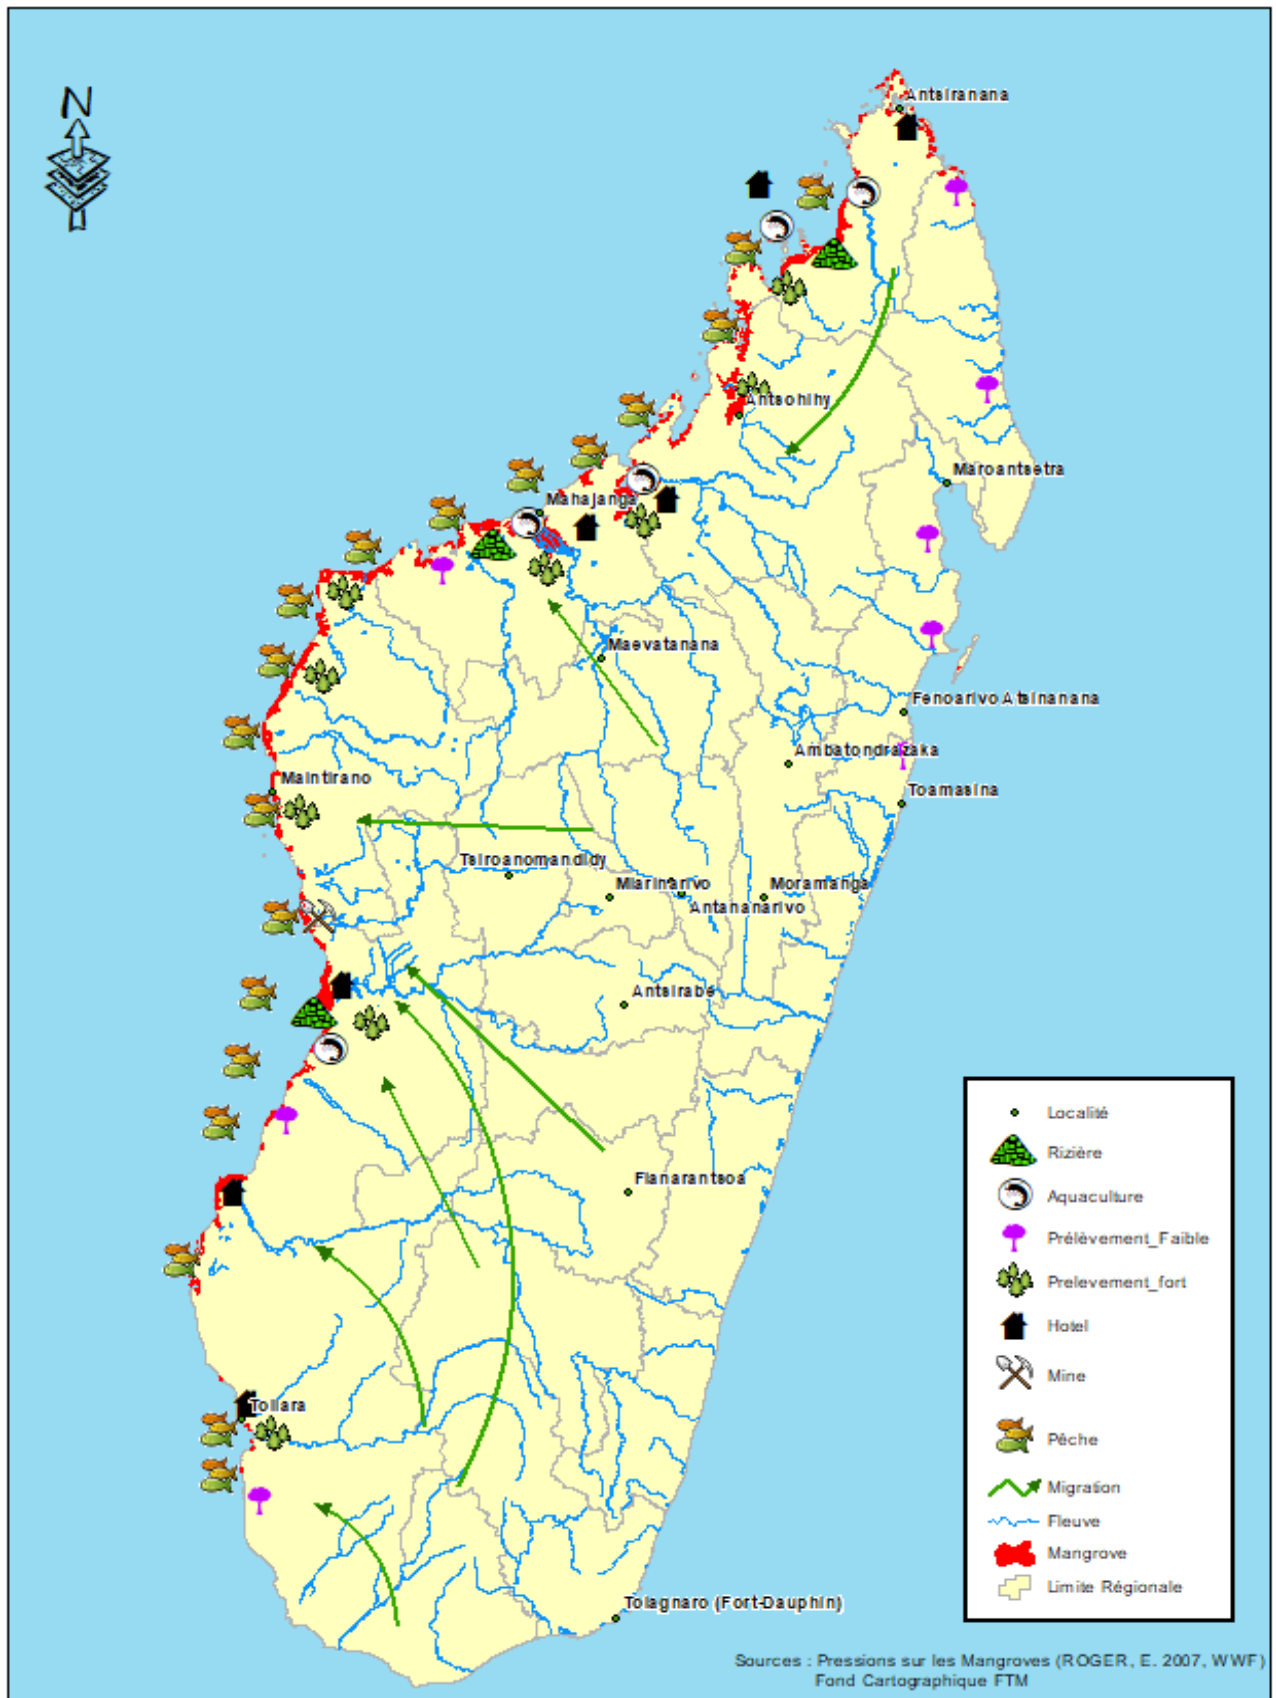 N
Antsiranana
Antsohihy
Maroantsetra
Mahajanga
Maevatanana
Fenoarivo Atsinanana
Ambatondrazaka
Maintirano
Toamasina
Tsiroanomandidy
Miarinarivo
Moramanga
Antananarivo
Antsirabe
Fianarantsoa
Toliara
Tolagnaro (Fort-Dauphin)
Localité
Rizière
Aquaculture
Prélèvement_Faible
Prelevement_fort
Hotel
Mine
Pêche
Migration
Fleuve
Mangrove
Limite Régionale
Sources : Pressions sur les Mangroves (ROGER, E. 2007, WWF)
Fond Cartographique FTM